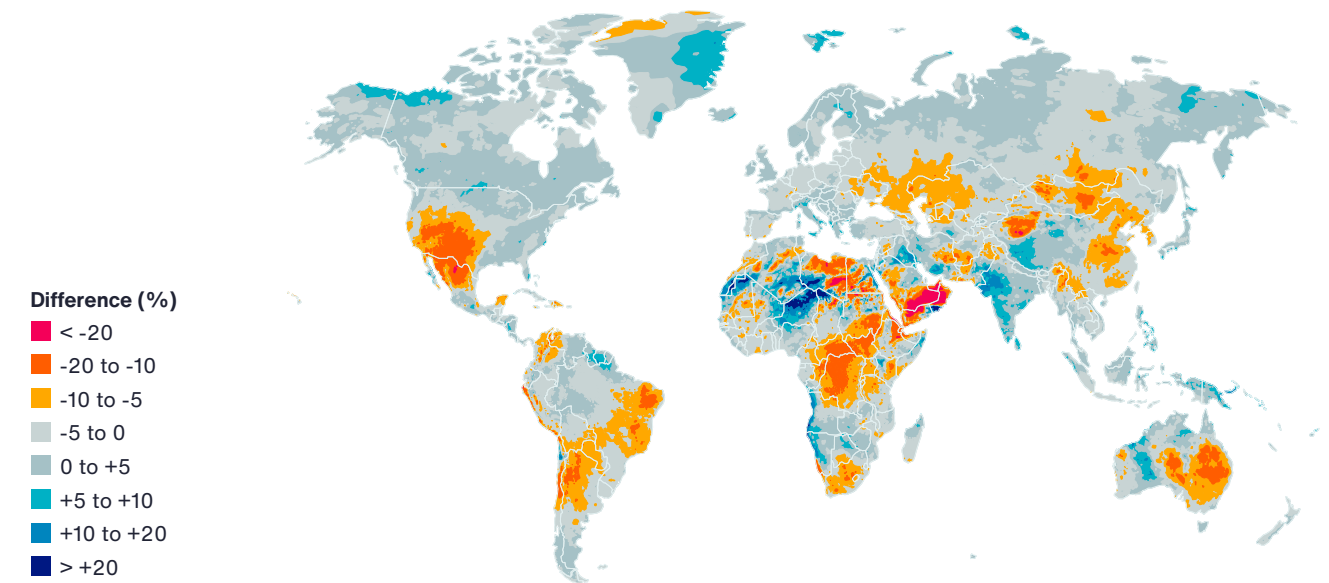 Difference (%)
< -20
-20 to -10
-10 to -5
-5 to 0
0 to +5
+5 to +10
+10 to +20
> +20